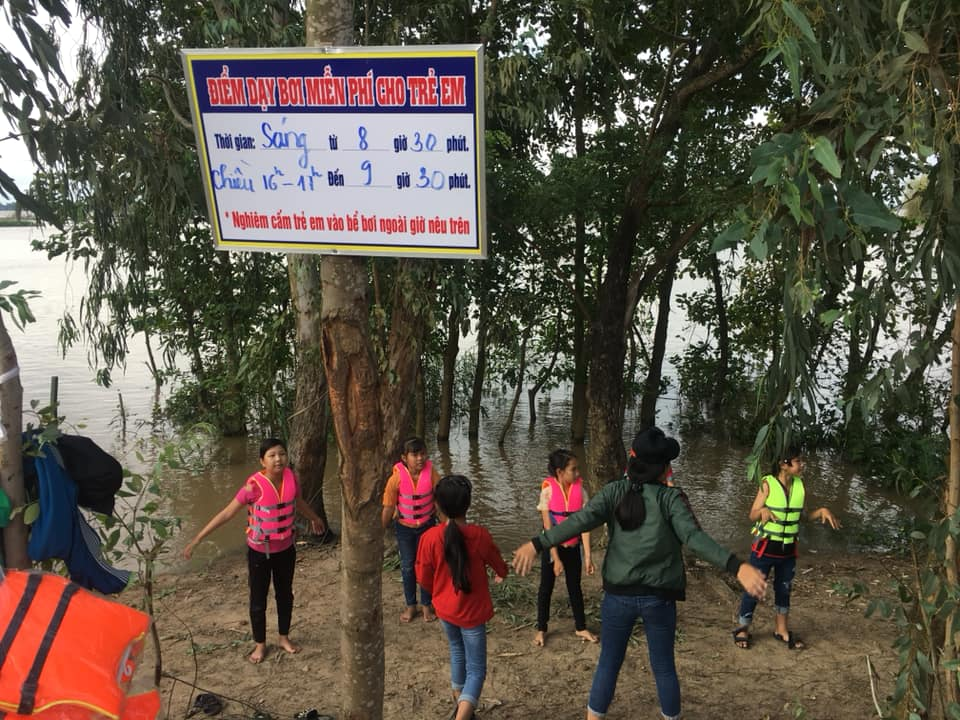 ĐIỂM DẠY BƠI MIỄN PHÍ CHO TRẺ EM
Thời gian: Sáng từ 8 giờ 30 phút.
Chiều 16h - 17h Đến 9 giờ 30 phút.
* Nghiêm cấm trẻ em vào bể bơi ngoài giờ nêu trên